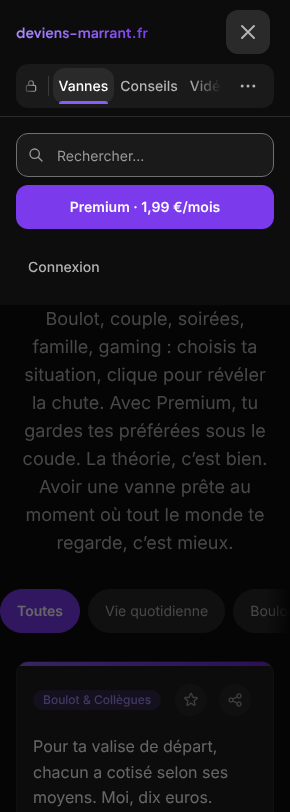 deviens-marrant.fr
Vannes Conseils Vidé
Rechercher...
Premium · 1,99 €/mois
Connexion
Boulot, couple, soirées,
famille, gaming : choisis ta
situation, clique pour révéler
la chute. Avec Premium, tu
gardes tes préférées sous le
coude. La théorie, c’est bien.
Avoir une vanne prête au
moment où tout le monde te
regarde, c’est mieux.
Toutes Vie quotidienne Boulo
Boulot & Collègues
Pour ta valise de départ,
chacun a cotisé selon ses
moyens. Moi, dix euros.